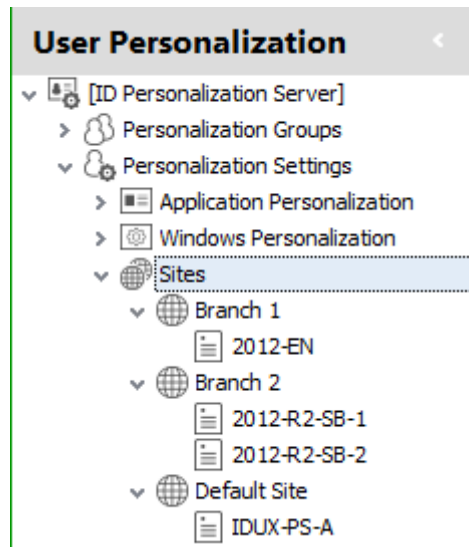 User Personalization
[ID Personalization Server]
Personalization Groups
Personalization Settings
Application Personalization
Windows Personalization
Sites
Branch 1
2012-EN
Branch 2
2012-R2-SB-1
2012-R2-SB-2
Default Site
IDUX-PS-A